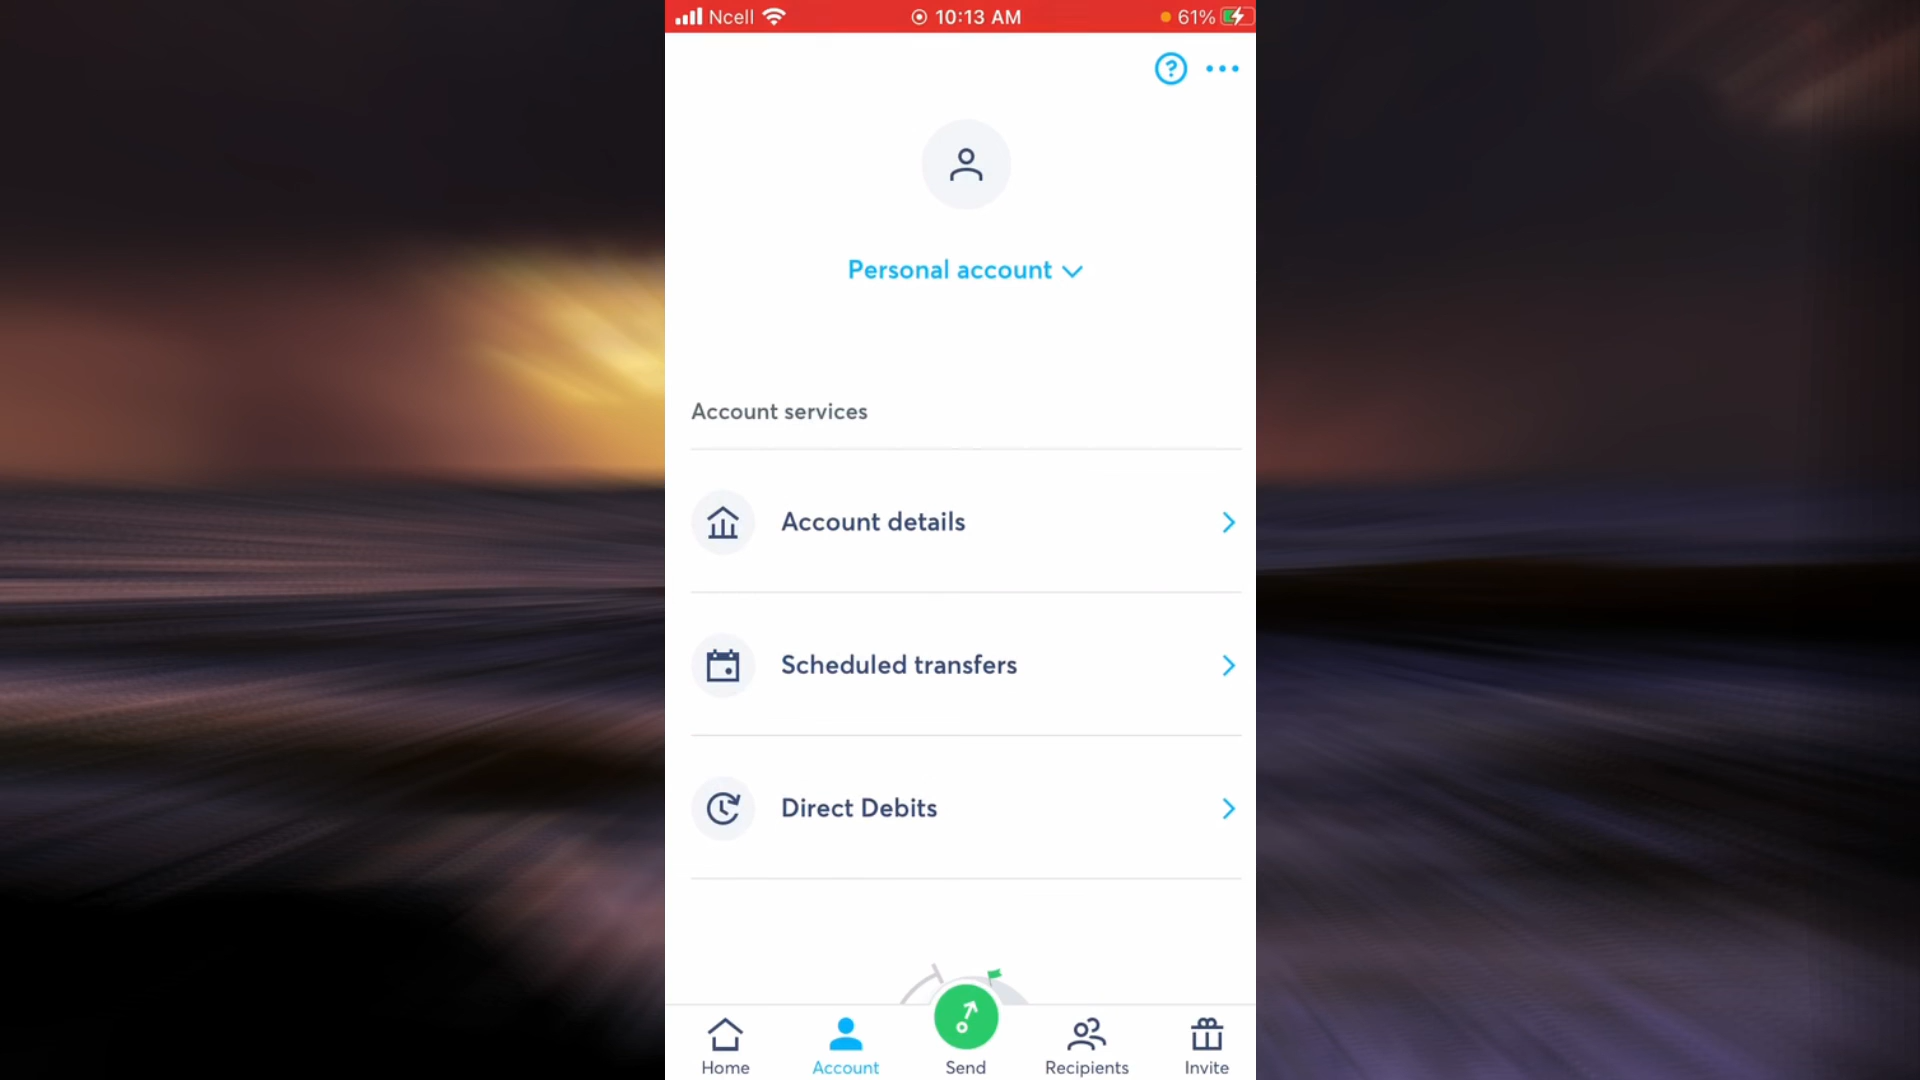 Ncell 10:13 AM 61%
Personal account
Account services
Account details
Scheduled transfers
Direct Debits
Home Account Send Recipients Invite